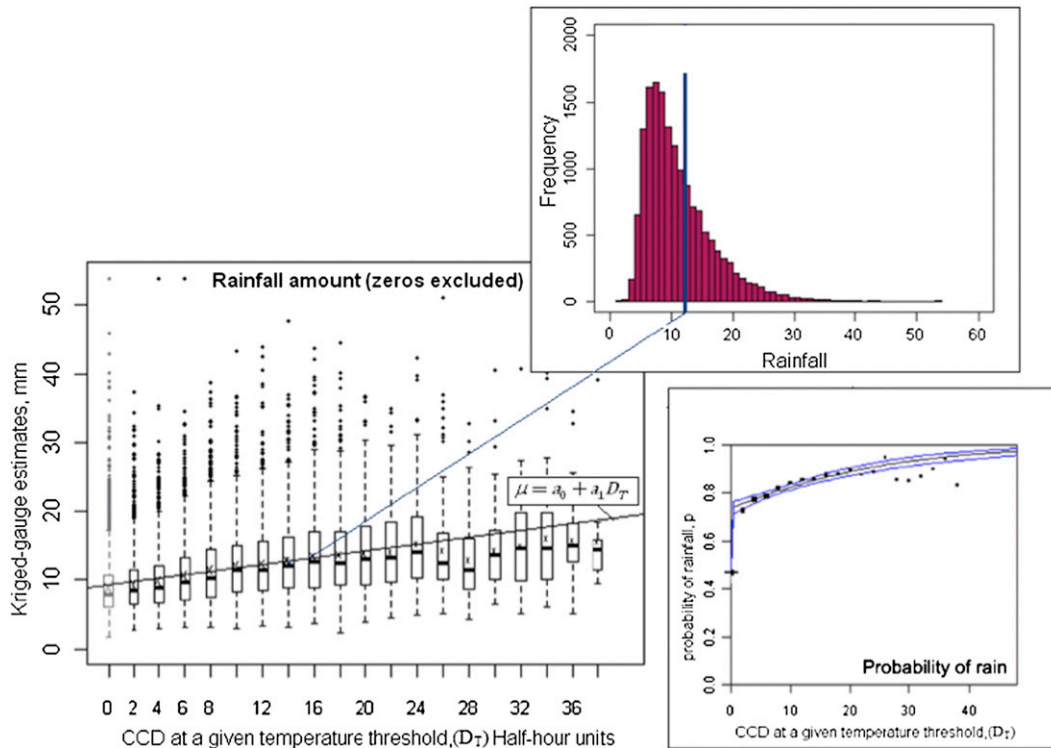 2000
1500
1000
500
0
Frequency
0 10 20 30 40 50 60
Rainfall
Rainfall amount (zeros excluded)
50
40
30
20
10
0
Kriged-gauge estimates, mm
μ = a₀ + a₁D_T
0 2 4 6 8 12 16 20 24 28 32 36
CCD at a given temperature threshold,(D_T) Half-hour units
1.0
0.8
0.6
0.4
0.2
0.0
probability of rainfall, p
Probability of rain
0 10 20 30 40
CCD at a given temperature threshold,(D_T)